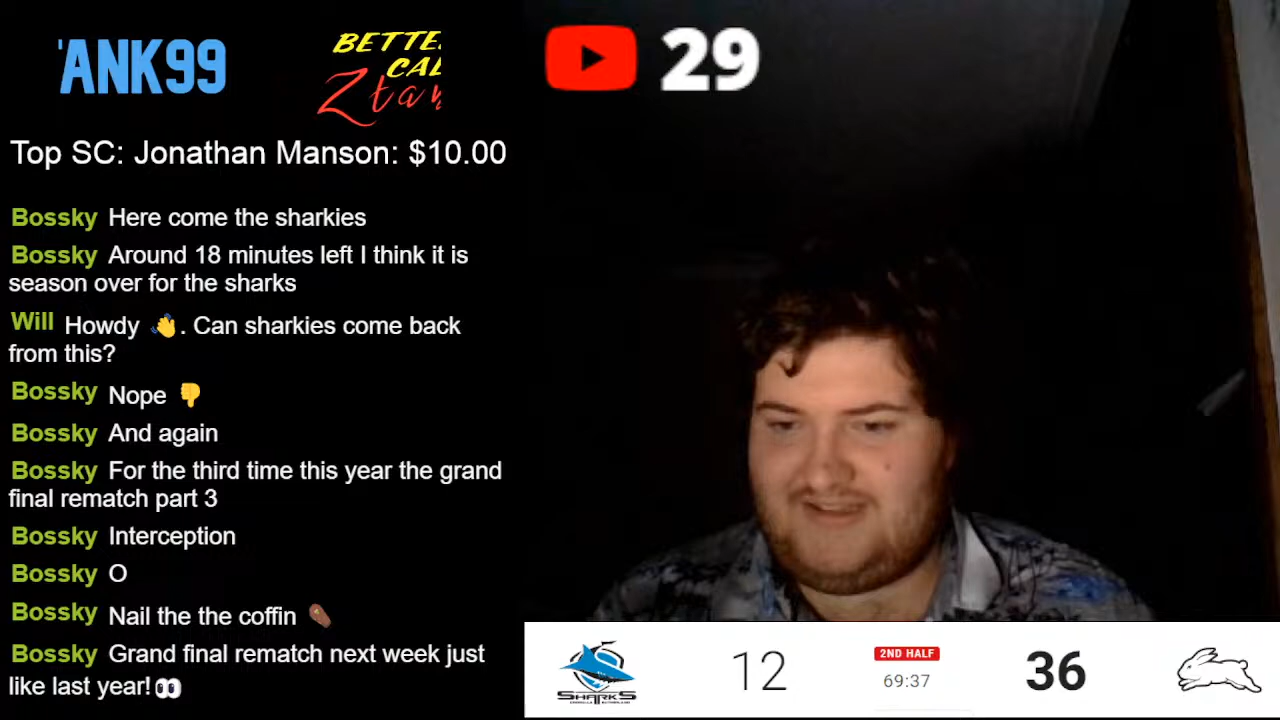 'ANK99
BETTE
CAL
Ztan
29
Top SC: Jonathan Manson: $10.00
Bossky Here come the sharkies
Bossky Around 18 minutes left I think it is
season over for the sharks
Will Howdy 👋. Can sharkies come back
from this?
Bossky Nope 👎
Bossky And again
Bossky For the third time this year the grand
final rematch part 3
Bossky Interception
Bossky O
Bossky Nail the the coffin ⚰️
Bossky Grand final rematch next week just
like last year!👀
SHARKS
12
2ND HALF
69:37
36